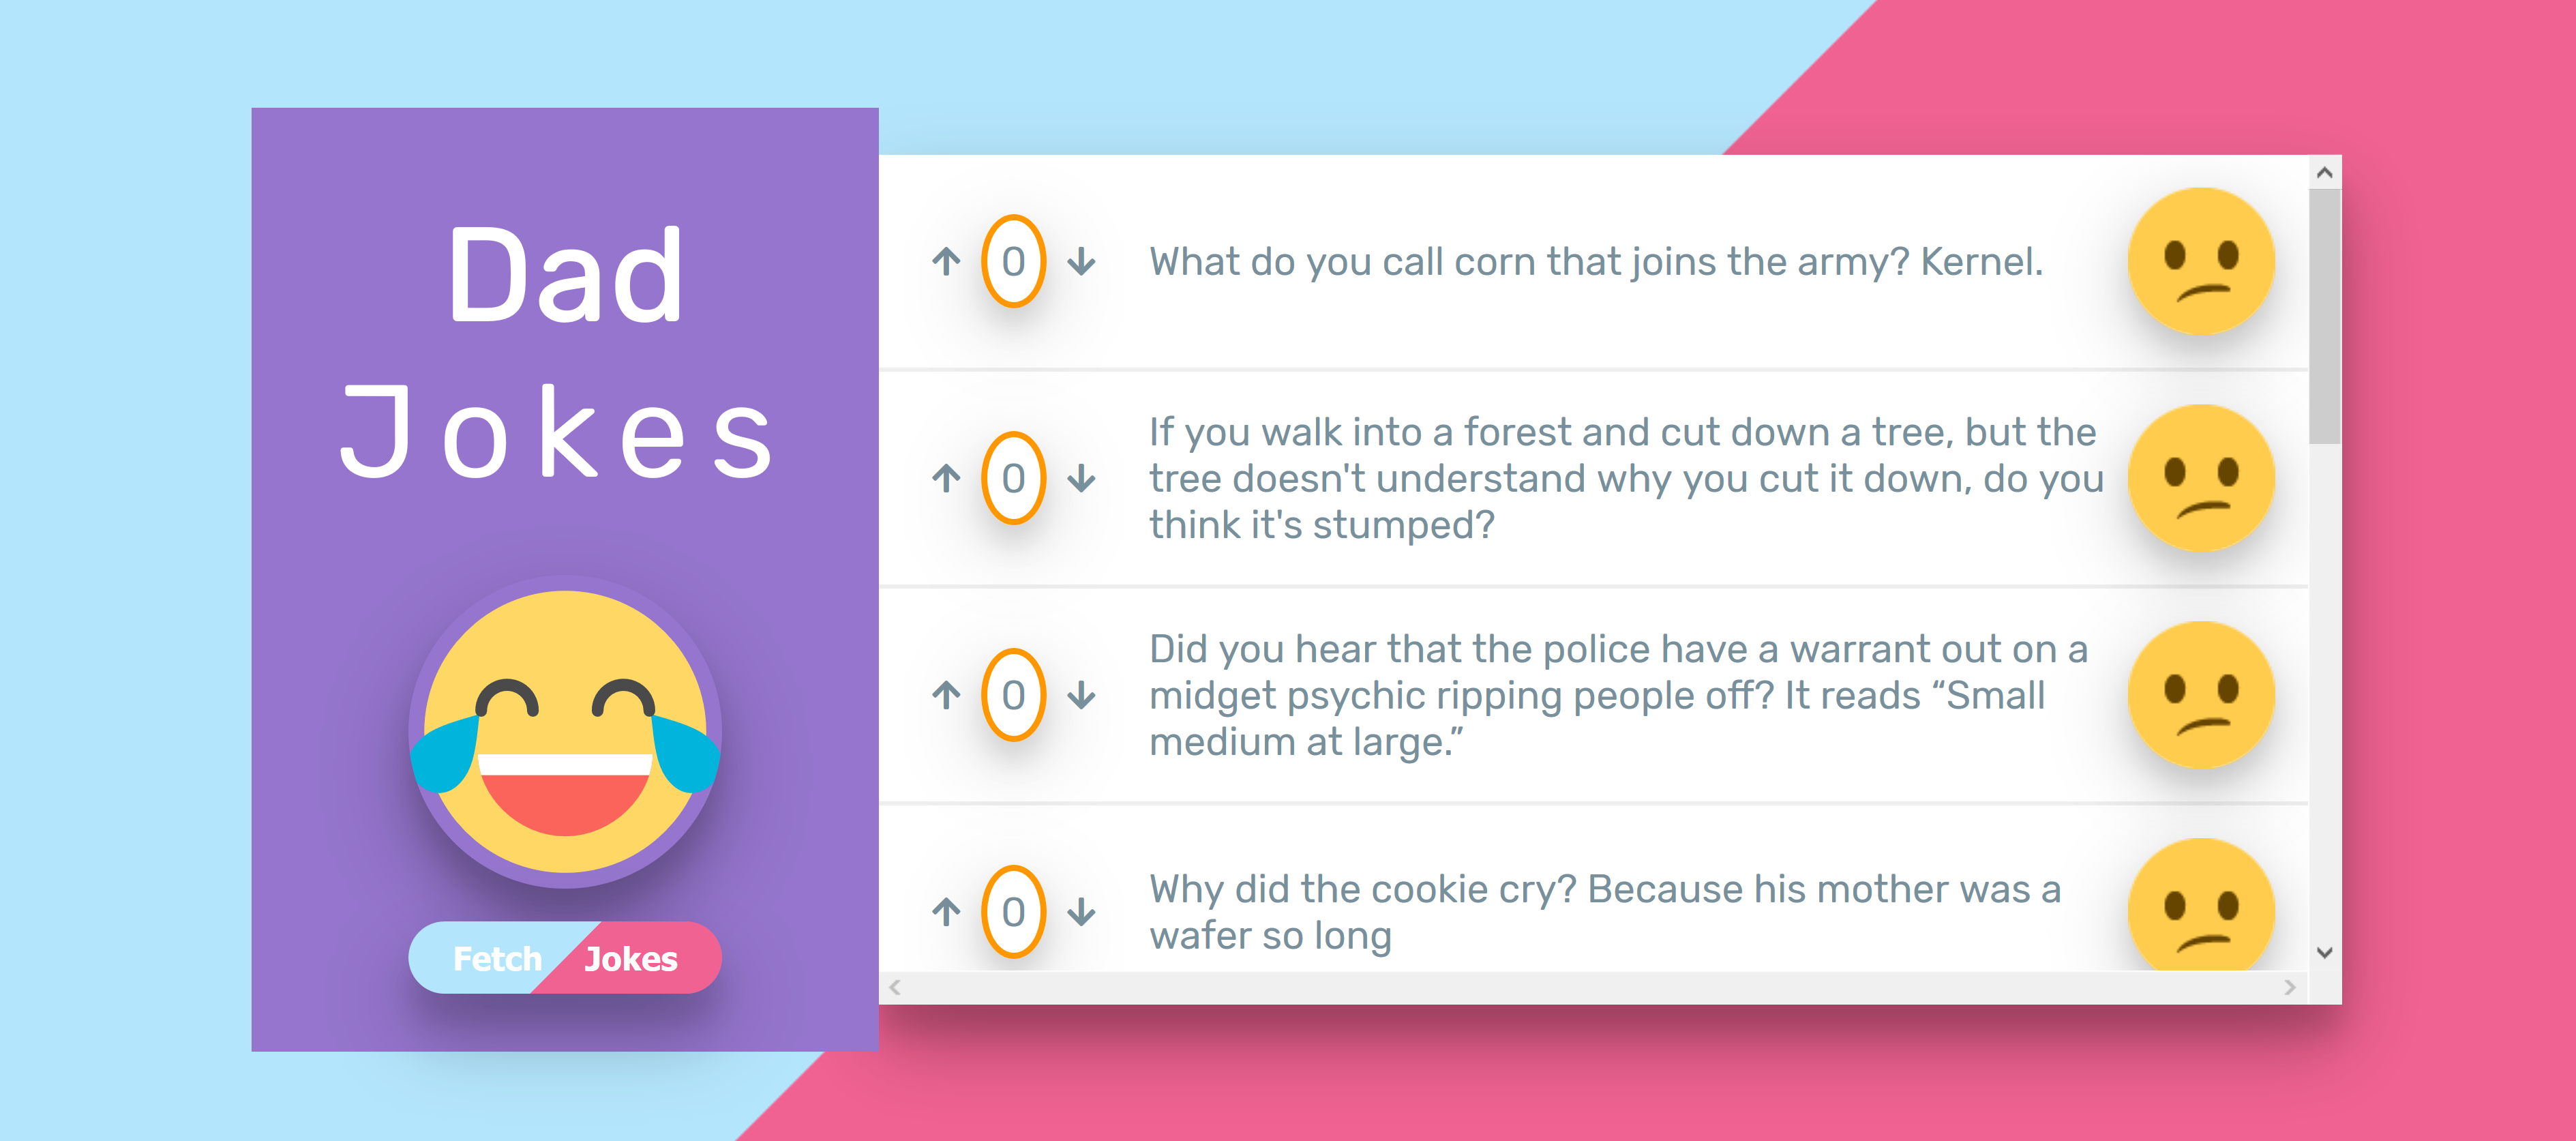 Dad
Jokes
Fetch Jokes
0
What do you call corn that joins the army? Kernel.
0
If you walk into a forest and cut down a tree, but the
tree doesn't understand why you cut it down, do you
think it's stumped?
0
Did you hear that the police have a warrant out on a
midget psychic ripping people off? It reads “Small
medium at large.”
0
Why did the cookie cry? Because his mother was a
wafer so long